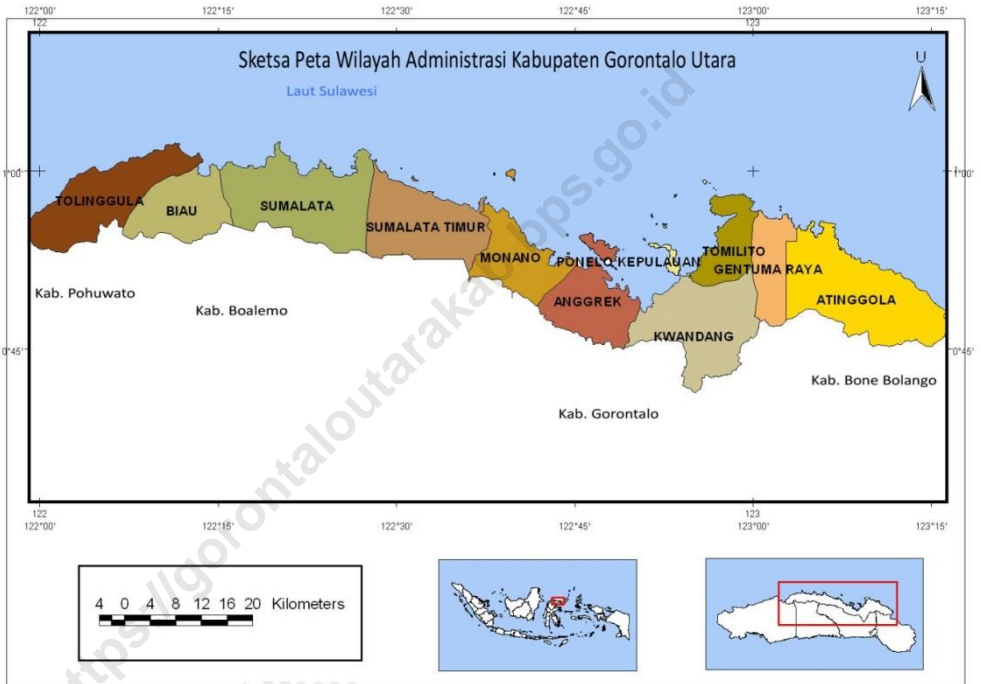 122°00' 122°15' 122°30' 122°45' 123°00' 123°15'
122 123
Sketsa Peta Wilayah Administrasi Kabupaten Gorontalo Utara
U
Laut Sulawesi
1°00' 1°00'
TOLINGGULA
BIAU
SUMALATA
SUMALATA TIMUR
MONANO
PONELO KEPULAUAN
TOMILITO
GENTUMA RAYA
ANGGREK
ATINGGOLA
KWANDANG
Kab. Pohuwato
Kab. Boalemo
0°45' 0°45'
Kab. Bone Bolango
Kab. Gorontalo
122 123
122°00' 122°15' 122°30' 122°45' 123°00' 123°15'
4 0 4 8 12 16 20 Kilometers
https://gorontaloutarakab.bps.go.id